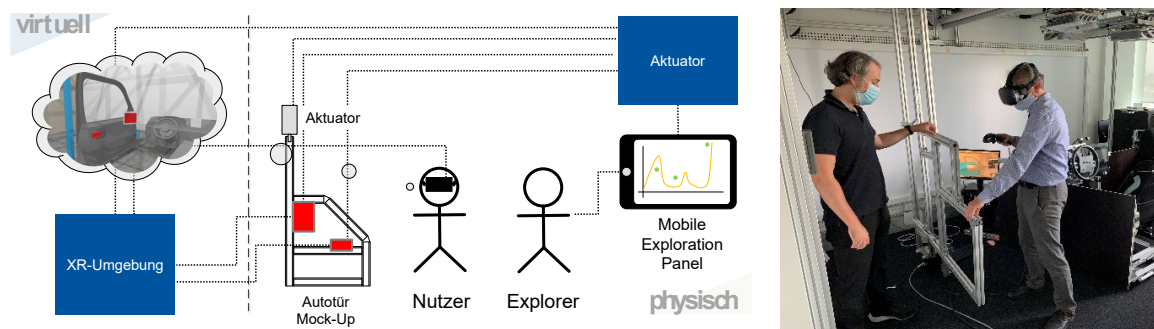 virtuell
Aktuator
Aktuator
XR-Umgebung
Autotür
Mock-Up
Nutzer
Explorer
Mobile
Exploration
Panel
physisch